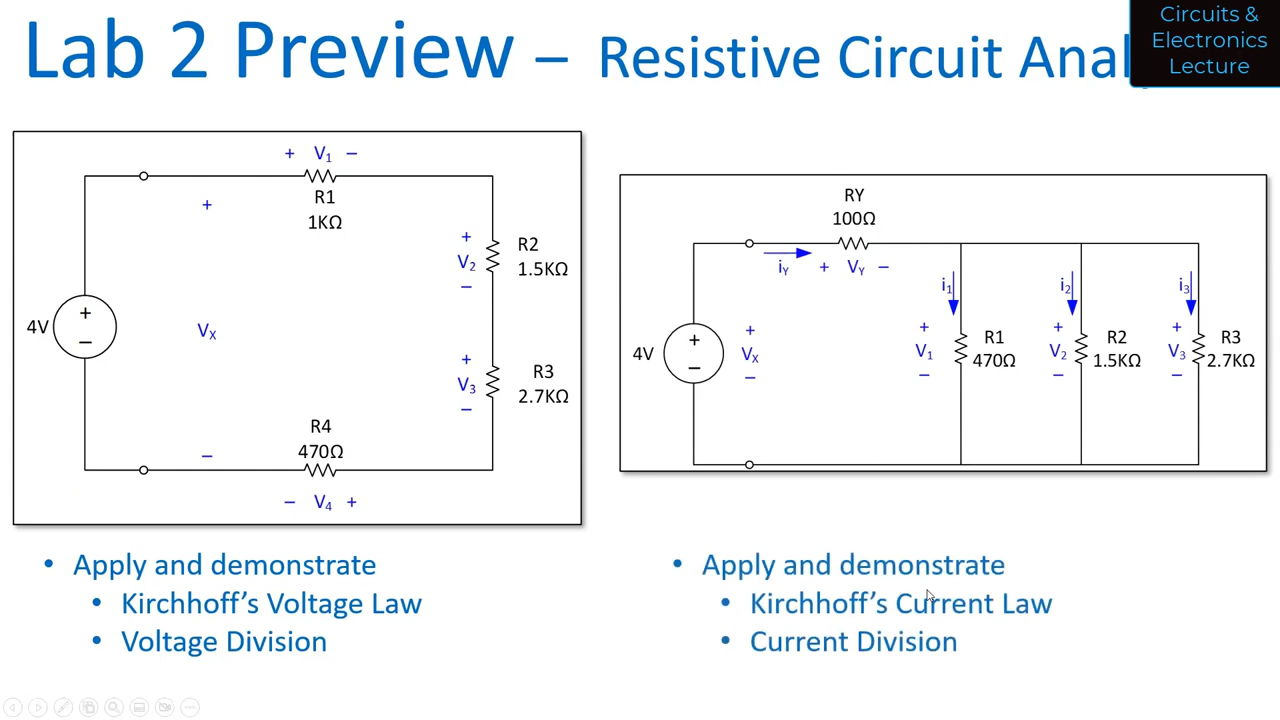 Lab 2 Preview – Resistive Circuit Anal
Circuits &
Electronics
Lecture
+ V1 –
R1
1KΩ
+
+
V2
–
R2
1.5KΩ
4V
+
–
VX
+
V3
–
R3
2.7KΩ
R4
470Ω
–
– V4 +
RY
100Ω
iY + VY –
i1
i2
i3
4V
+
–
+
VX
–
+
V1
–
R1
470Ω
+
V2
–
R2
1.5KΩ
+
V3
–
R3
2.7KΩ
• Apply and demonstrate
• Kirchhoff’s Voltage Law
• Voltage Division
• Apply and demonstrate
• Kirchhoff’s Current Law
• Current Division